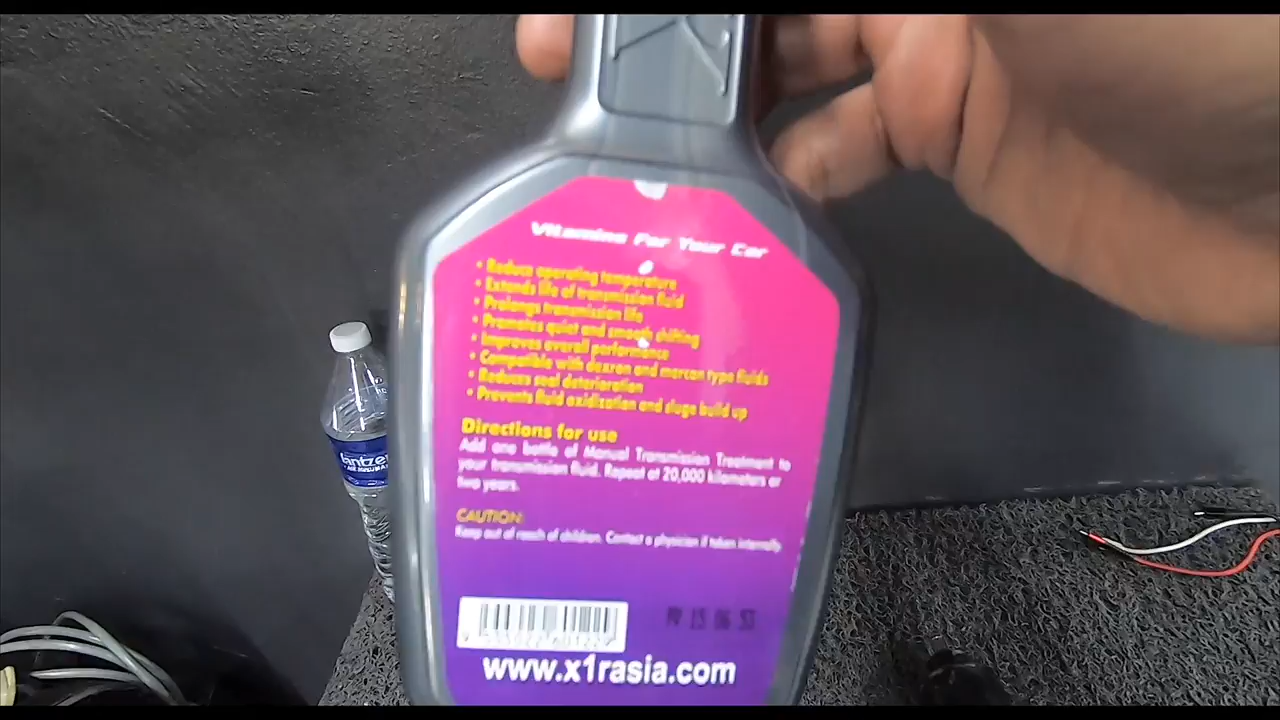 Vitamins For Your Car
• Reduce operating temperature
• Extends life of transmission fluid
• Prolongs transmission life
• Promotes quiet and smooth shifting
• Improves overall performance
• Compatible with dexron and mercon type fluids
• Reduces seal deterioration
• Prevents fluid oxidization and sluge build up
Directions for use
Add one bottle of Manual Transmission Treatment to
your transmission fluid. Repeat at 20,000 kilometers or
two years.
CAUTION:
Keep out of reach of children. Contact a physician if taken internally.
www.x1rasia.com